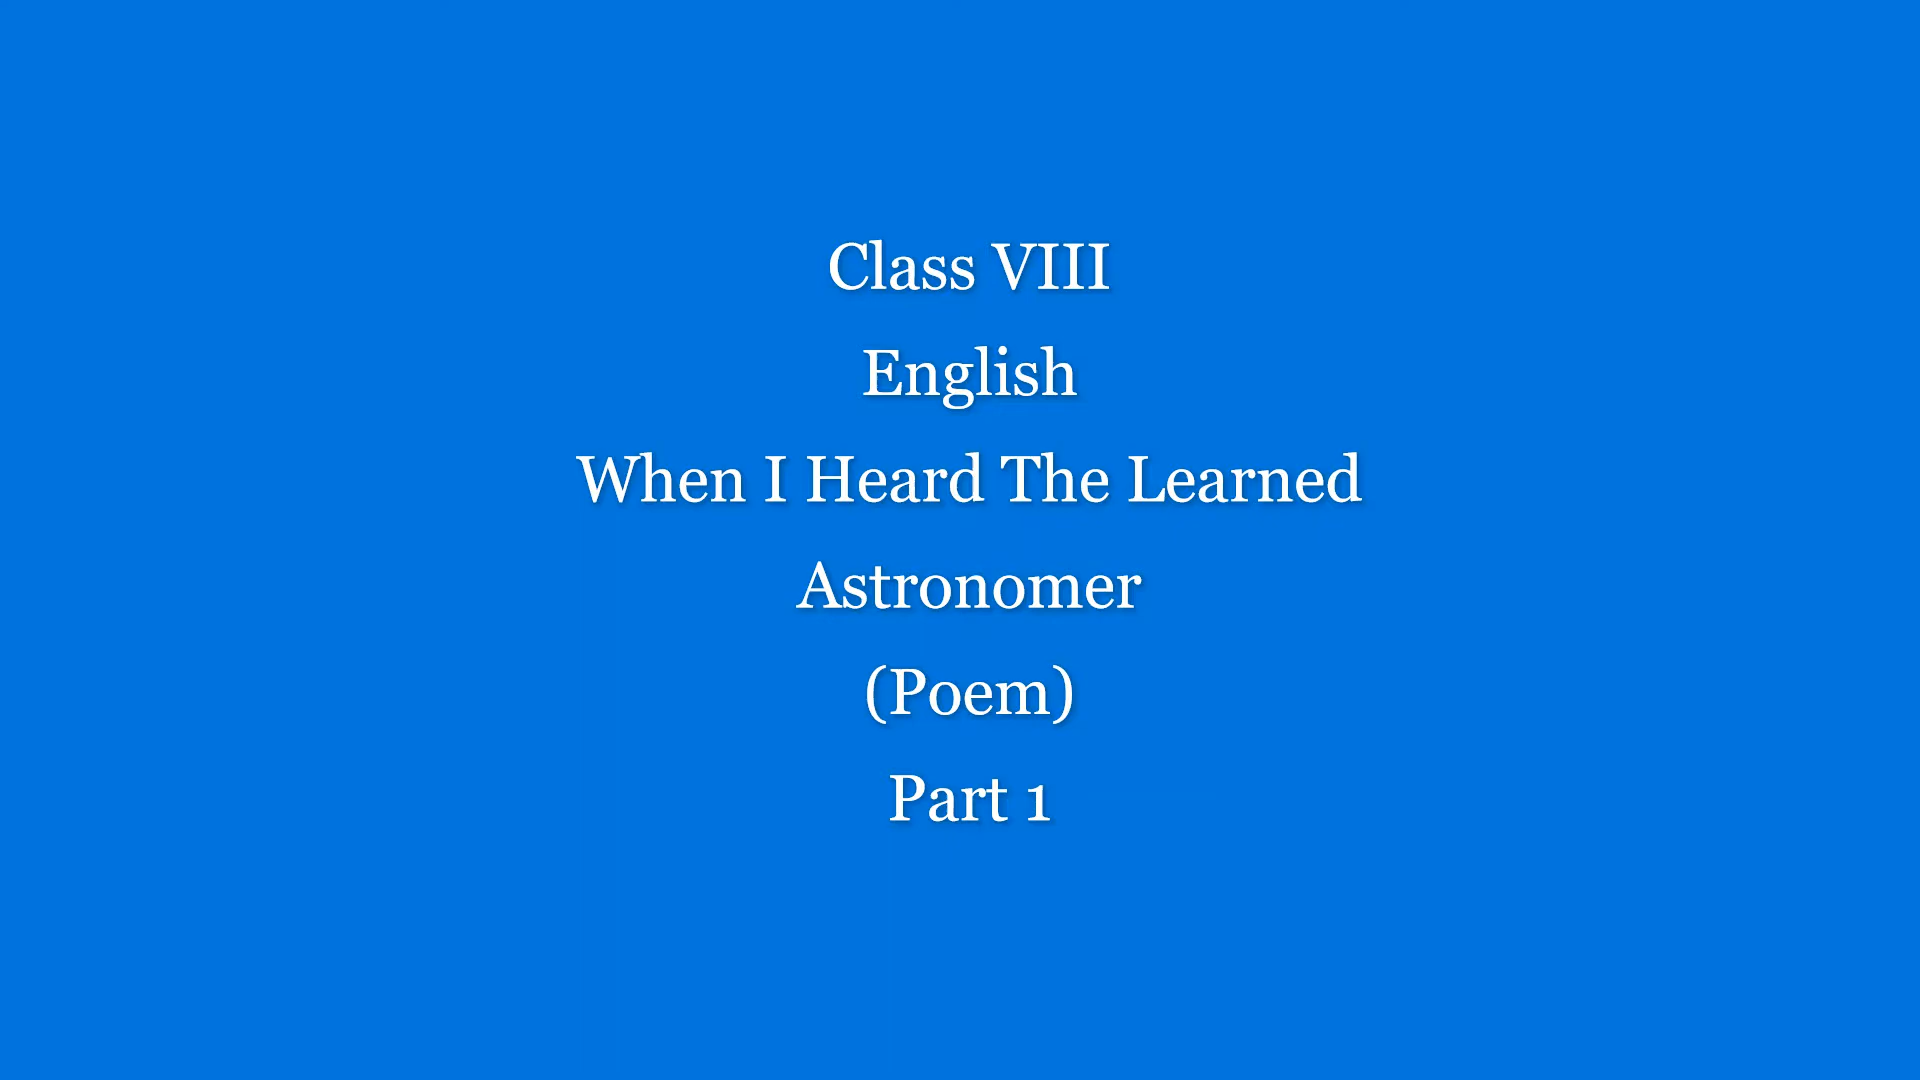 Class VIII
English
When I Heard The Learned
Astronomer
(Poem)
Part 1